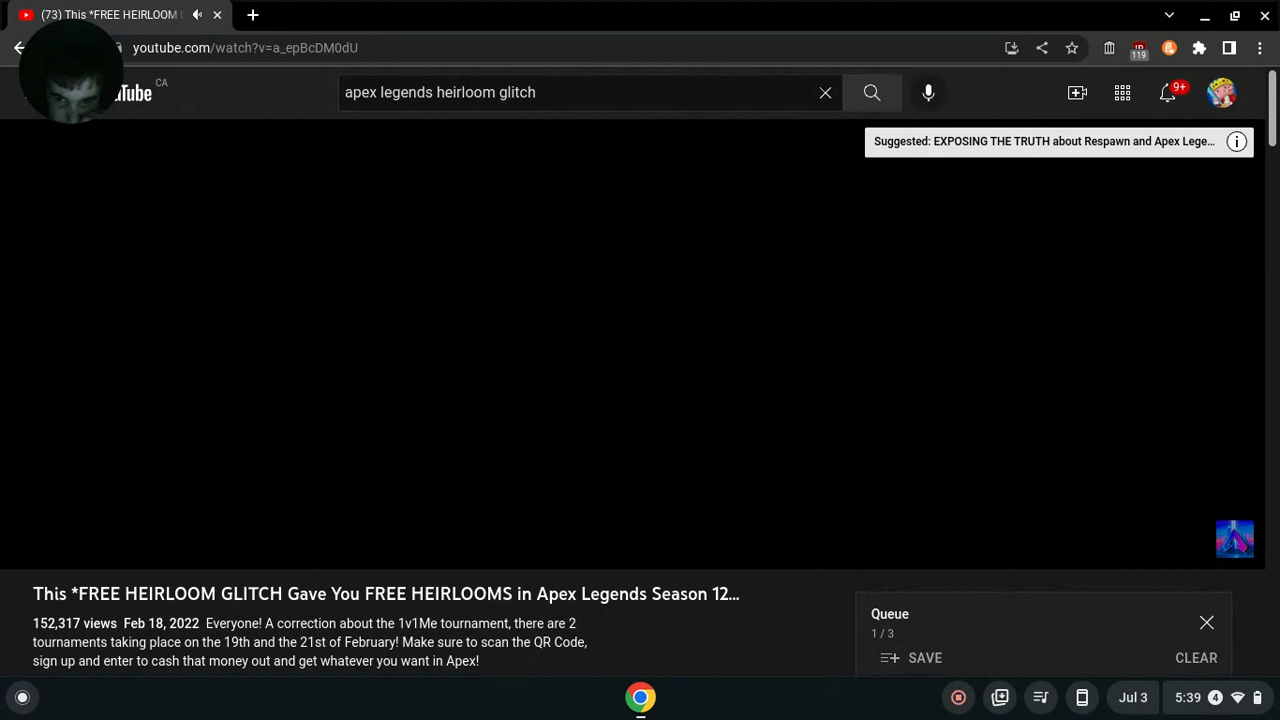 (73) This *FREE HEIRLOOM
youtube.com/watch?v=a_epBcDM0dU
119
CA
apex legends heirloom glitch
9+
Suggested: EXPOSING THE TRUTH about Respawn and Apex Lege...
This *FREE HEIRLOOM GLITCH Gave You FREE HEIRLOOMS in Apex Legends Season 12...
152,317 views Feb 18, 2022 Everyone! A correction about the 1v1Me tournament, there are 2
tournaments taking place on the 19th and the 21st of February! Make sure to scan the QR Code,
sign up and enter to cash that money out and get whatever you want in Apex!
Queue
1 / 3
SAVE
CLEAR
Jul 3
5:39
4